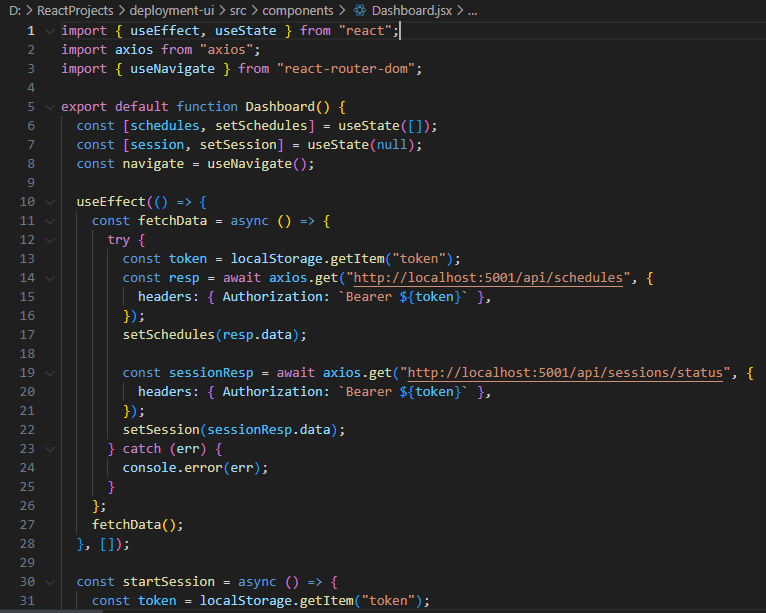 D: > ReactProjects > deployment-ui > src > components > Dashboard.jsx > ...
1 import { useEffect, useState } from "react";
2 import axios from "axios";
3 import { useNavigate } from "react-router-dom";
4
5 export default function Dashboard() {
6   const [schedules, setSchedules] = useState([]);
7   const [session, setSession] = useState(null);
8   const navigate = useNavigate();
9
10   useEffect(() => {
11     const fetchData = async () => {
12       try {
13         const token = localStorage.getItem("token");
14         const resp = await axios.get("http://localhost:5001/api/schedules", {
15           headers: { Authorization: `Bearer ${token}` },
16         });
17         setSchedules(resp.data);
18
19         const sessionResp = await axios.get("http://localhost:5001/api/sessions/status", {
20           headers: { Authorization: `Bearer ${token}` },
21         });
22         setSession(sessionResp.data);
23       } catch (err) {
24         console.error(err);
25       }
26     };
27     fetchData();
28   }, []);
29
30   const startSession = async () => {
31     const token = localStorage.getItem("token");